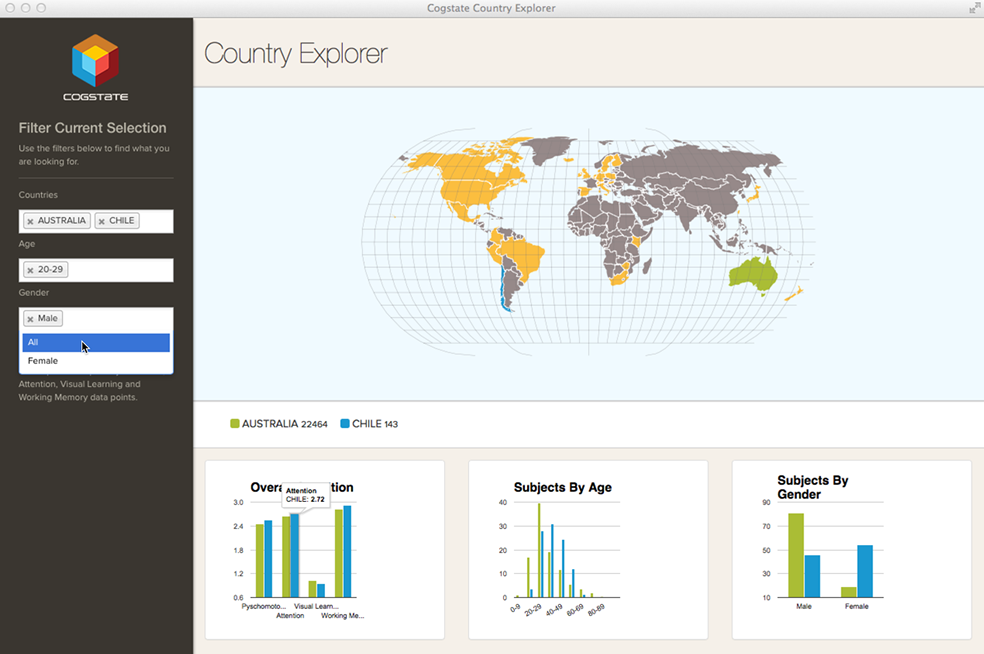 Cogstate Country Explorer
COGSTATE
Filter Current Selection
Use the filters below to find what you
are looking for.
Countries
× AUSTRALIA × CHILE
Age
× 20-29
Gender
× Male
All
Female
Attention, Visual Learning and
Working Memory data points.
Country Explorer
AUSTRALIA 22464 CHILE 143
Attention
CHILE: 2.72
3.0
2.4
1.8
1.2
0.6
Pyschomoto... Visual Learn...
Attention Working Me...
Subjects By Age
40
30
20
10
0
0-9 20-29 40-49 60-69 80-89
Subjects By
Gender
90
70
50
30
10
Male Female